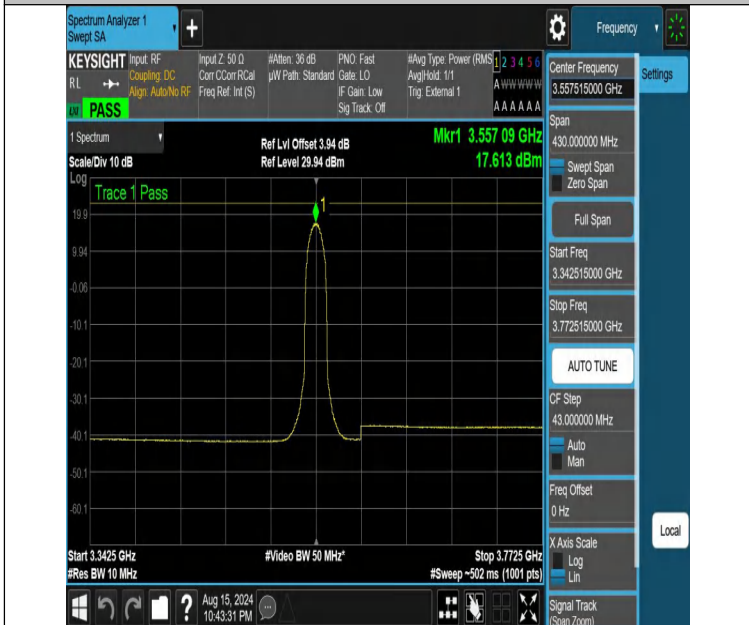 Spectrum Analyzer 1
Swept SA
+
Frequency
KEYSIGHT
RL
PASS
Input: RF
Coupling: DC
Align: Auto/No RF
Input Z: 50 Ω
Corr CCorr RCal
Freq Ref: Int (S)
#Atten: 36 dB
µW Path: Standard
PNO: Fast
Gate: LO
IF Gain: Low
Sig Track: Off
#Avg Type: Power (RMS
Avg|Hold: 1/1
Trig: External 1
1 2 3 4 5 6
A W W W W W
A A A A A A
1 Spectrum
Scale/Div 10 dB
Ref Lvl Offset 3.94 dB
Ref Level 29.94 dBm
Mkr1 3.557 09 GHz
17.613 dBm
Log
Trace 1 Pass
1
19.9
9.94
-0.06
-10.1
-20.1
-30.1
-40.1
-50.1
-60.1
Start 3.3425 GHz
#Res BW 10 MHz
#Video BW 50 MHz*
Stop 3.7725 GHz
#Sweep ~502 ms (1001 pts)
?
Aug 15, 2024
10:43:31 PM
Center Frequency
3.557515000 GHz
Settings
Span
430.000000 MHz
Swept Span
Zero Span
Full Span
Start Freq
3.342515000 GHz
Stop Freq
3.772515000 GHz
AUTO TUNE
CF Step
43.000000 MHz
Auto
Man
Freq Offset
0 Hz
Local
X Axis Scale
Log
Lin
Signal Track
(Span Zoom)